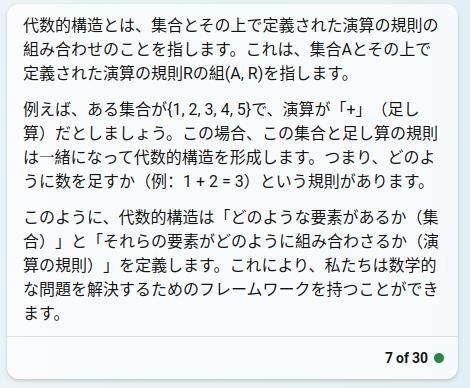 代数的構造とは、集合とその上で定義された演算の規則の
組み合わせのことを指します。これは、集合Aとその上で
定義された演算の規則Rの組(A, R)を指します。
例えば、ある集合が{1, 2, 3, 4, 5}で、演算が「+」（足し
算）だとしましょう。この場合、この集合と足し算の規則
は一緒になって代数的構造を形成します。つまり、どのよ
うに数を足すか（例：1 + 2 = 3）という規則があります。
このように、代数的構造は「どのような要素があるか（集
合）」と「それらの要素がどのように組み合わさるか（演
算の規則）」を定義します。これにより、私たちは数学的
な問題を解決するためのフレームワークを持つことができ
ます。
7 of 30